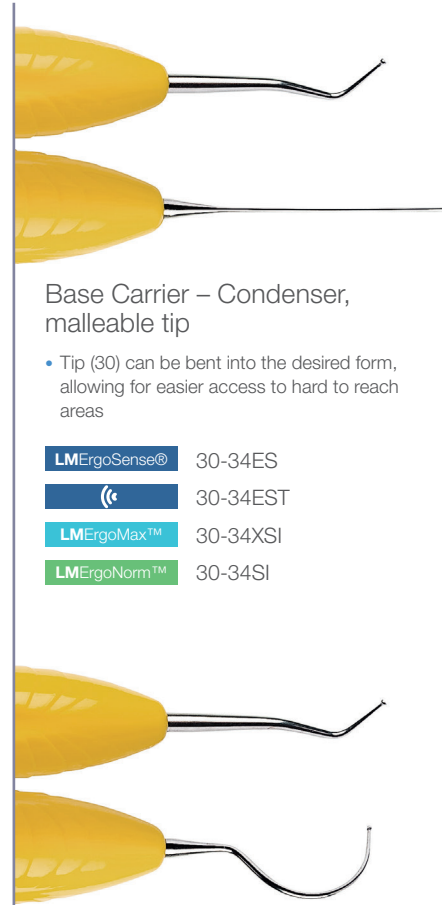 Base Carrier – Condenser,
malleable tip
• Tip (30) can be bent into the desired form,
allowing for easier access to hard to reach
areas
LMErgoSense® 30-34ES
30-34EST
LMErgoMax™ 30-34XSI
LMErgoNorm™ 30-34SI